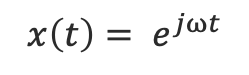 x(t) = e^{jωt}